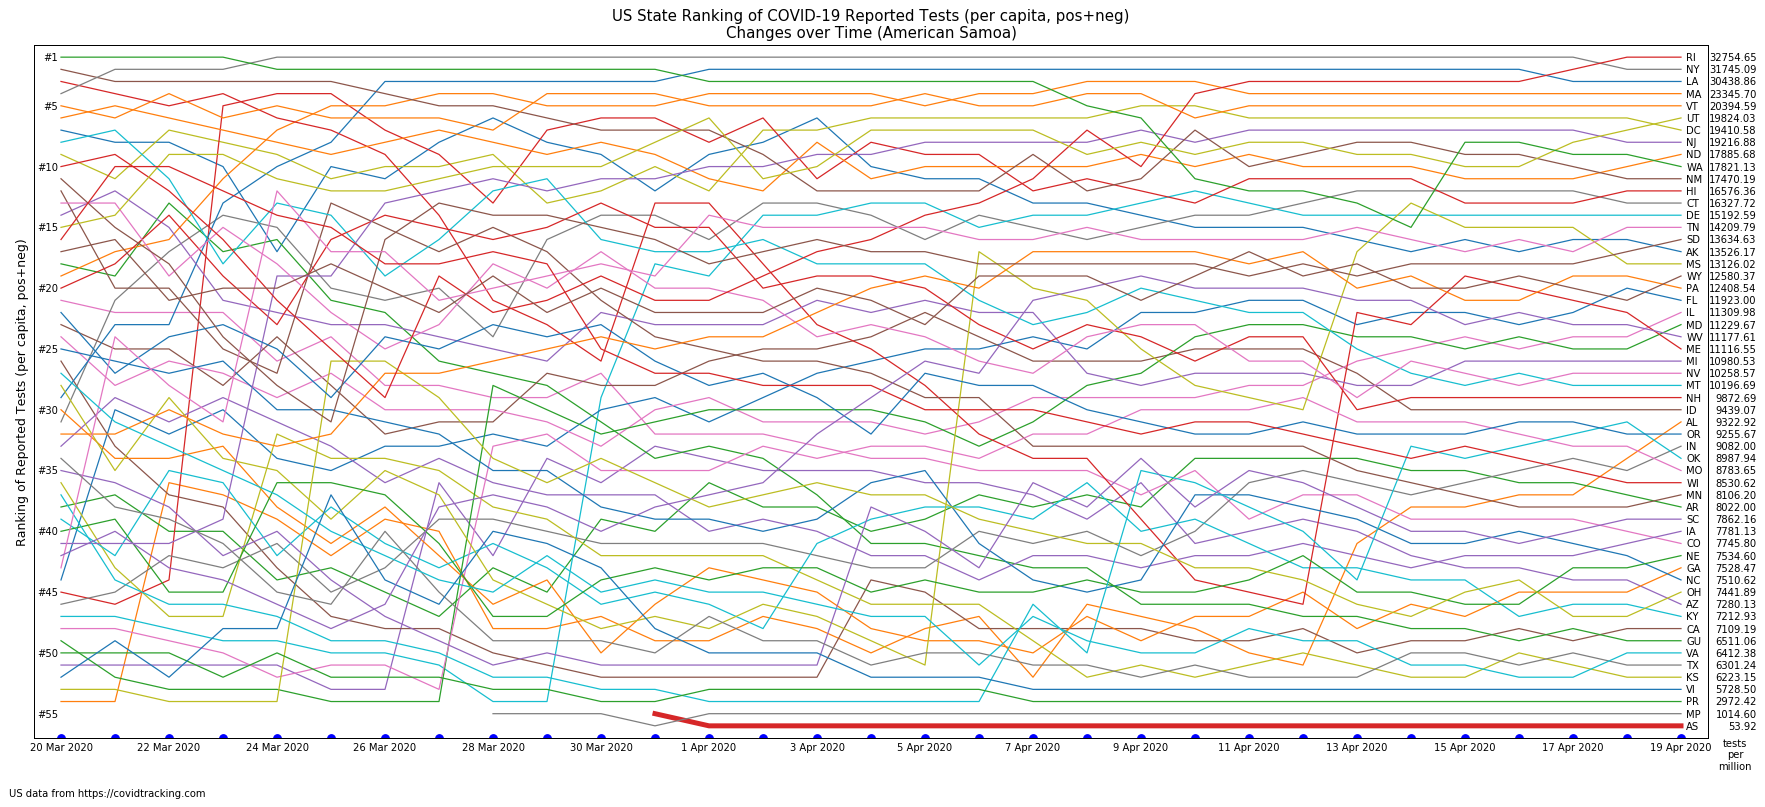 US State Ranking of COVID-19 Reported Tests (per capita, pos+neg)
Changes over Time (American Samoa)
Ranking of Reported Tests (per capita, pos+neg)
#1
#5
#10
#15
#20
#25
#30
#35
#40
#45
#50
#55
RI 32754.65
NY 31745.09
LA 30438.86
MA 23345.70
VT 20394.59
UT 19824.03
DC 19410.58
NJ 19216.88
ND 17885.68
WA 17821.13
NM 17470.19
HI 16576.36
CT 16327.72
DE 15192.59
TN 14209.79
SD 13634.63
AK 13526.17
MS 13126.02
WY 12580.37
PA 12408.54
FL 11923.00
IL 11309.98
MD 11229.67
WV 11177.61
ME 11116.55
MI 10980.53
NV 10258.57
MT 10196.69
NH 9872.69
ID 9439.07
AL 9322.92
OR 9255.67
IN 9082.00
OK 8987.94
MO 8783.65
WI 8530.62
MN 8106.20
AR 8022.00
SC 7862.16
IA 7781.13
CO 7745.80
NE 7534.60
GA 7528.47
NC 7510.62
OH 7441.89
AZ 7280.13
KY 7212.93
CA 7109.19
GU 6511.06
VA 6412.38
TX 6301.24
KS 6223.15
VI 5728.50
PR 2972.42
MP 1014.60
AS 53.92
20 Mar 2020 22 Mar 2020 24 Mar 2020 26 Mar 2020 28 Mar 2020 30 Mar 2020 1 Apr 2020 3 Apr 2020 5 Apr 2020 7 Apr 2020 9 Apr 2020 11 Apr 2020 13 Apr 2020 15 Apr 2020 17 Apr 2020 19 Apr 2020
tests
per
million
US data from https://covidtracking.com